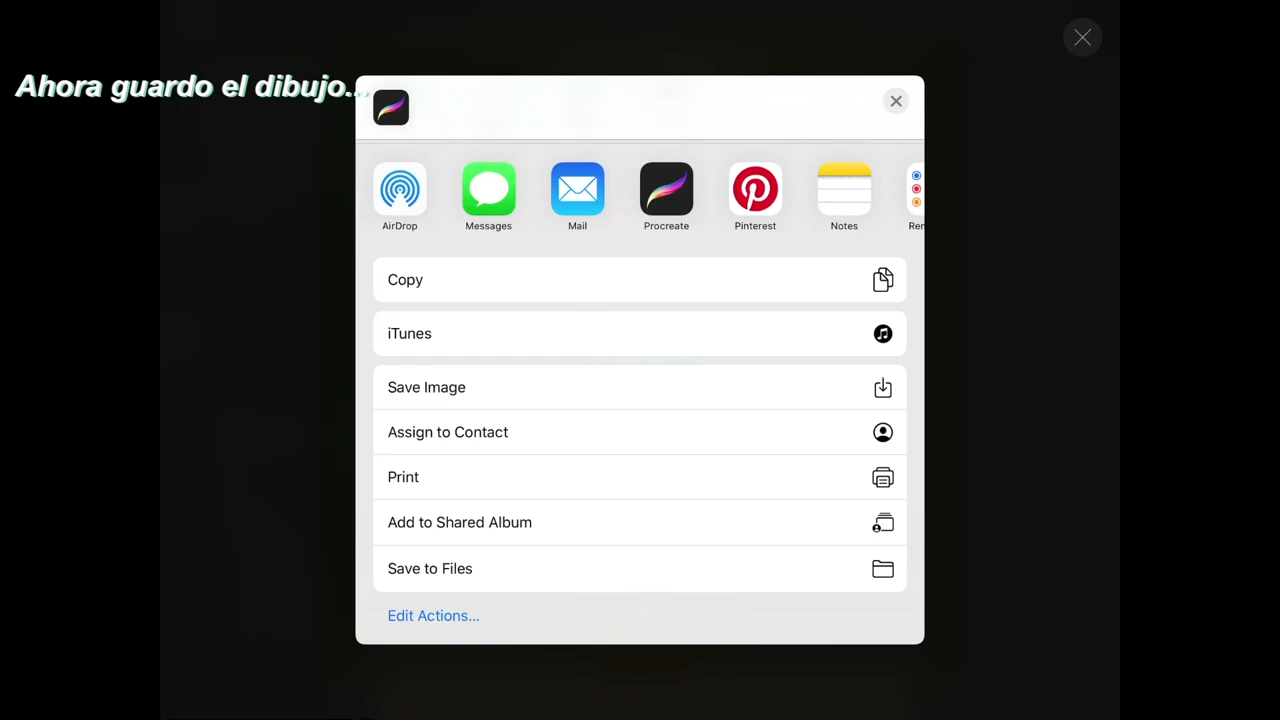 Ahora guardo el dibujo...
AirDrop
Messages
Mail
Procreate
Pinterest
Notes
Copy
iTunes
Save Image
Assign to Contact
Print
Add to Shared Album
Save to Files
Edit Actions...